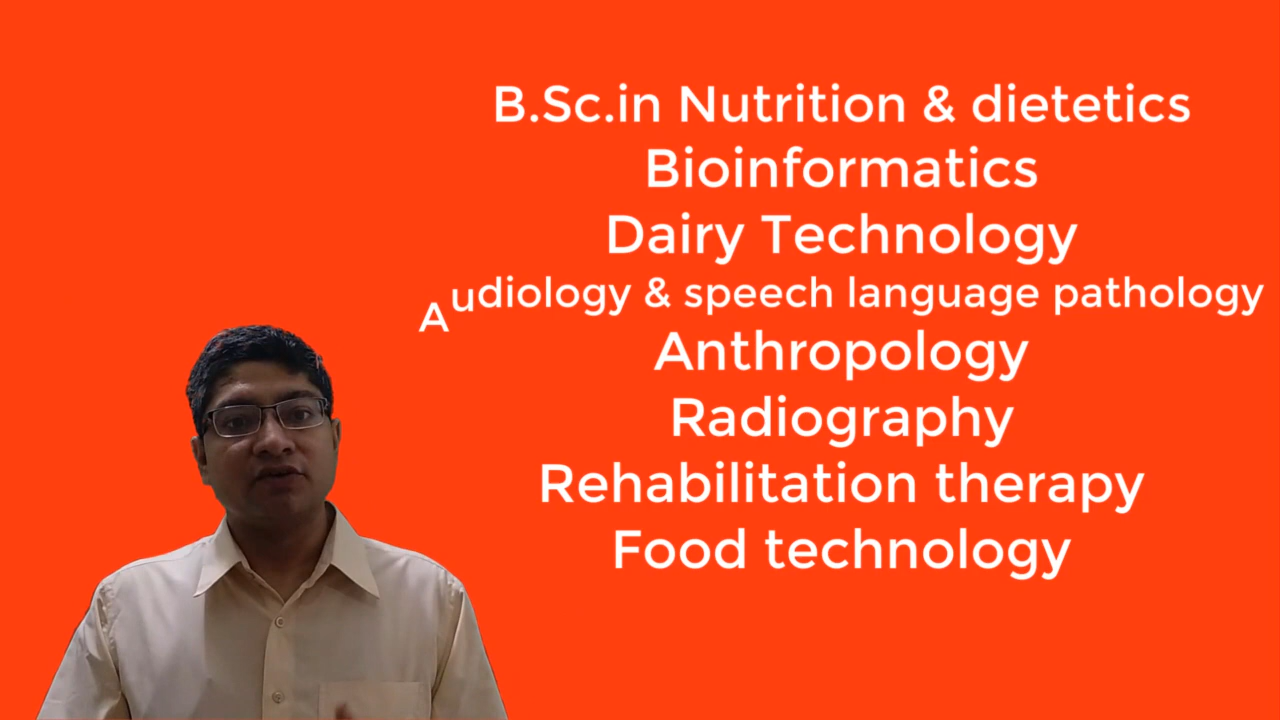 B.Sc.in Nutrition & dietetics
Bioinformatics
Dairy Technology
Audiology & speech language pathology
Anthropology
Radiography
Rehabilitation therapy
Food technology